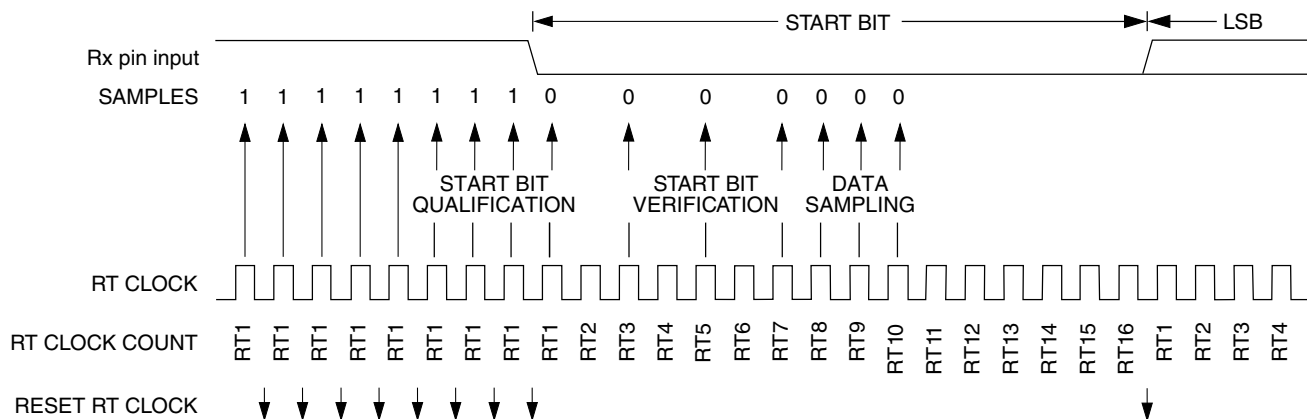 START BIT LSB
Rx pin input
SAMPLES 1 1 1 1 1 1 1 1 0 0 0 0 0 0 0
START BIT QUALIFICATION START BIT VERIFICATION DATA SAMPLING
RT CLOCK
RT CLOCK COUNT RT1 RT1 RT1 RT1 RT1 RT1 RT1 RT1 RT1 RT2 RT3 RT4 RT5 RT6 RT7 RT8 RT9 RT10 RT11 RT12 RT13 RT14 RT15 RT16 RT1 RT2 RT3 RT4
RESET RT CLOCK